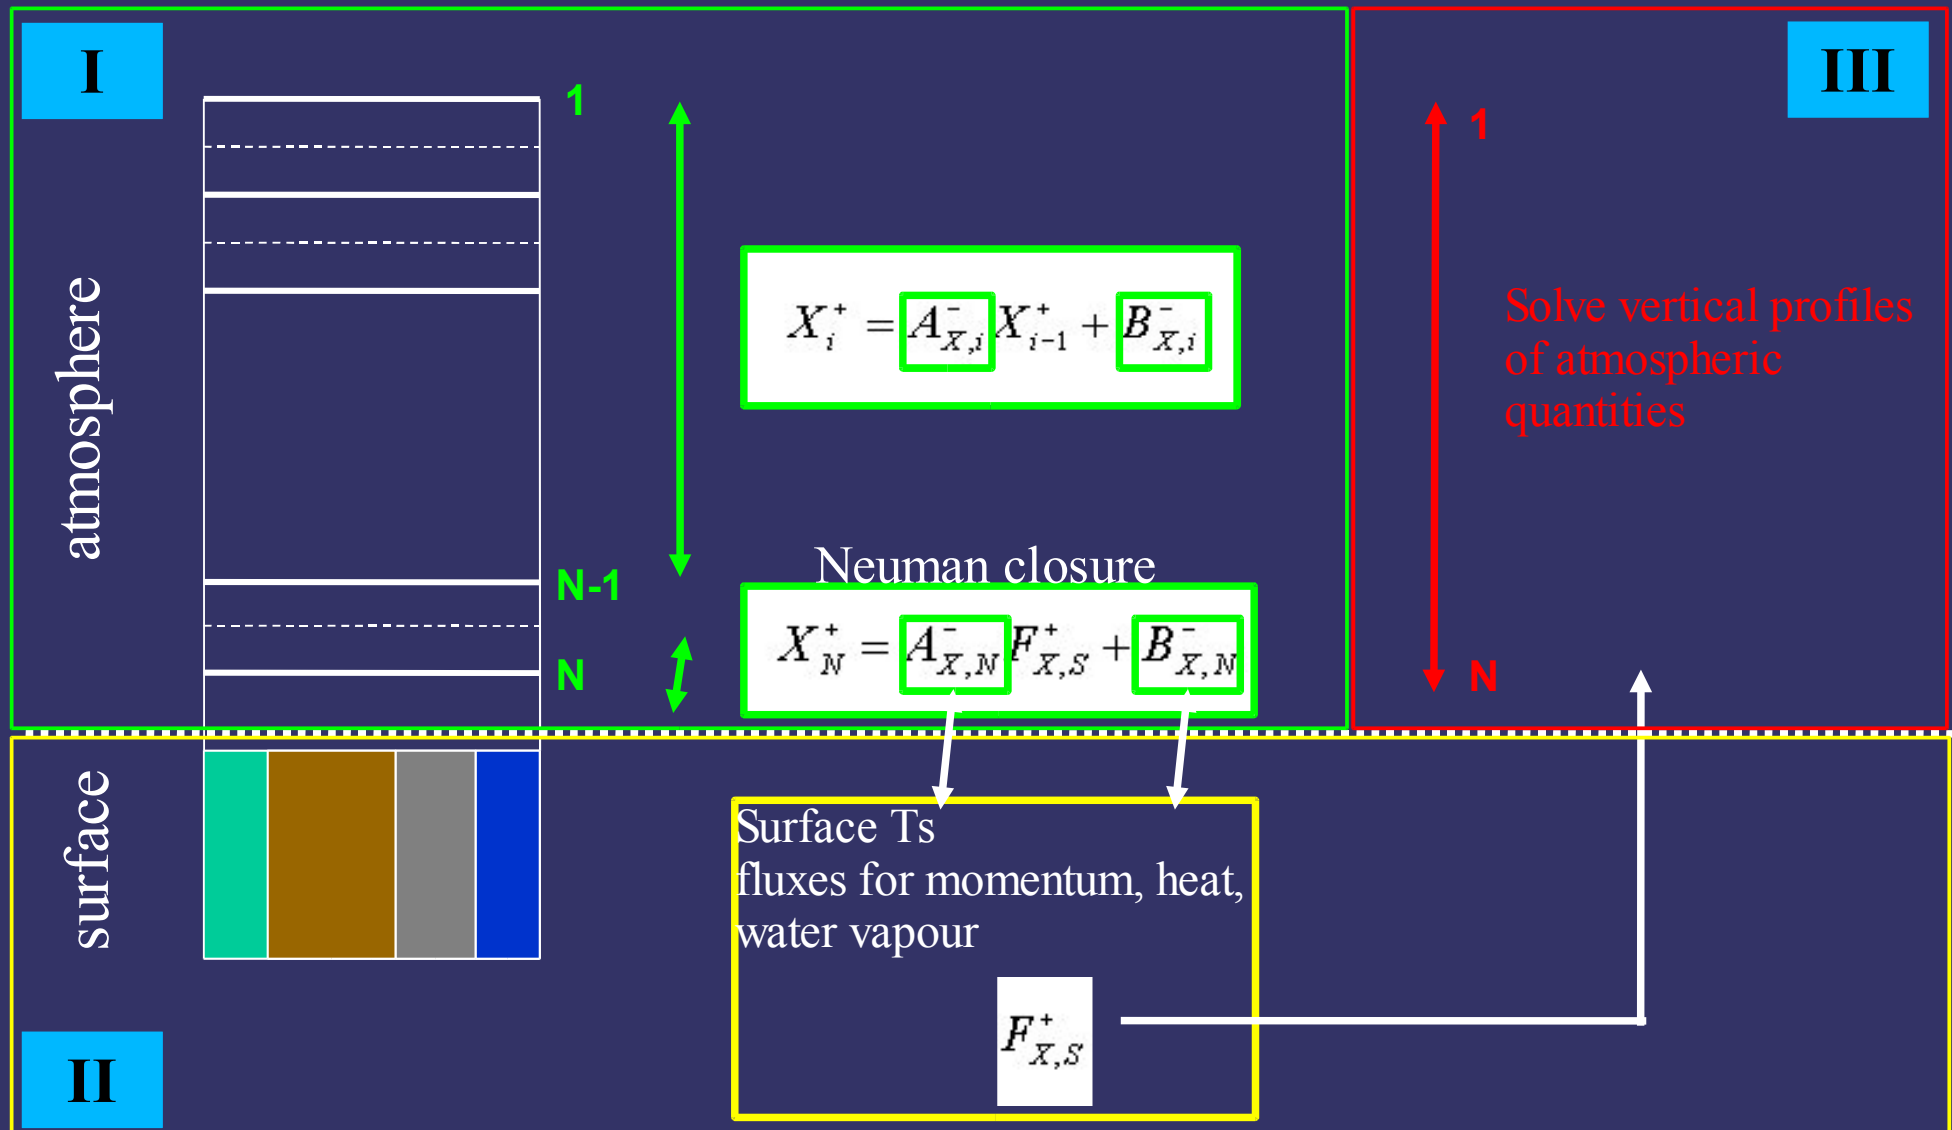 I
III
1
1
atmosphere
X_i^+ = A_{X,i}^- X_{i-1}^+ + B_{X,i}^-
Solve vertical profiles
of atmospheric
quantities
Neuman closure
N-1
X_N^+ = A_{X,N}^- F_{X,S}^+ + B_{X,N}^-
N
N
surface
Surface Ts
fluxes for momentum, heat,
water vapour
F_{X,S}^+
II